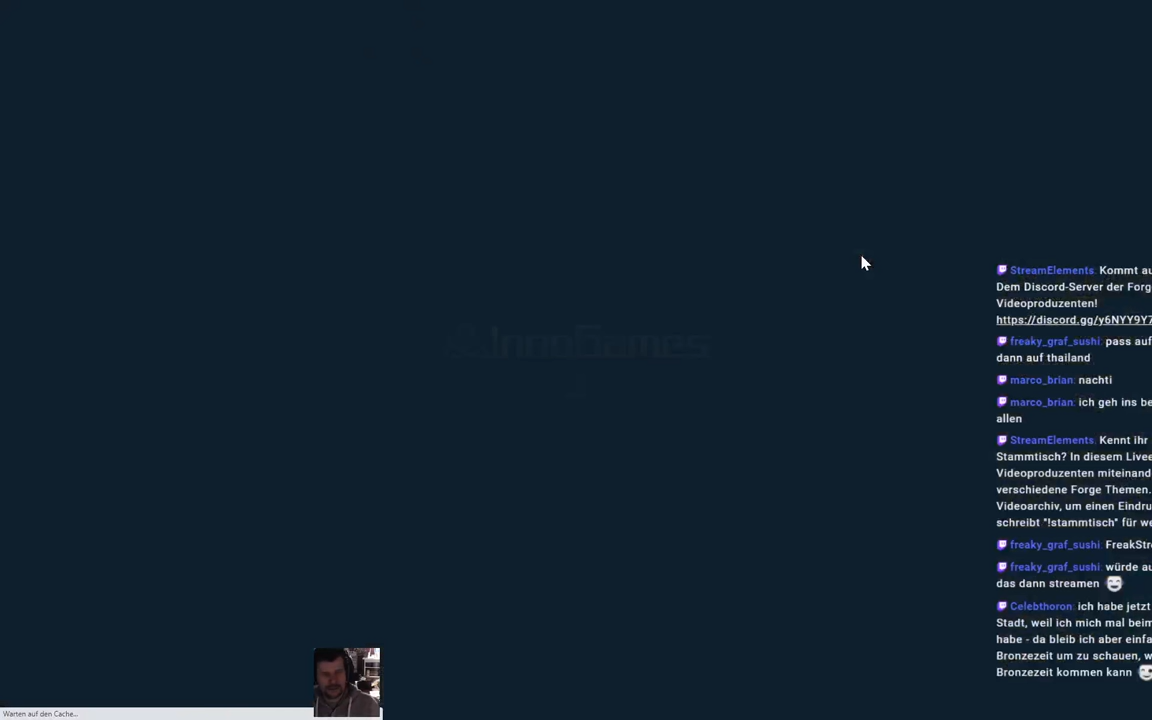 InnoGames
StreamElements: Kommt au
Dem Discord-Server der Forg
Videoproduzenten!
https://discord.gg/y6NYY9Y7
freaky_graf_sushi: pass auf
dann auf thailand
marco_brian: nachti
marco_brian: ich geh ins be
allen
StreamElements: Kennt ihr
Stammtisch? In diesem Livee
Videoproduzenten miteinand
verschiedene Forge Themen.
Videoarchiv, um einen Eindru
schreibt "!stammtisch" für we
freaky_graf_sushi: FreakStre
freaky_graf_sushi: würde au
das dann streamen
Celebthoron: ich habe jetzt
Stadt, weil ich mich mal beim
habe - da bleib ich aber einfa
Bronzezeit um zu schauen, w
Bronzezeit kommen kann
Warten auf den Cache...